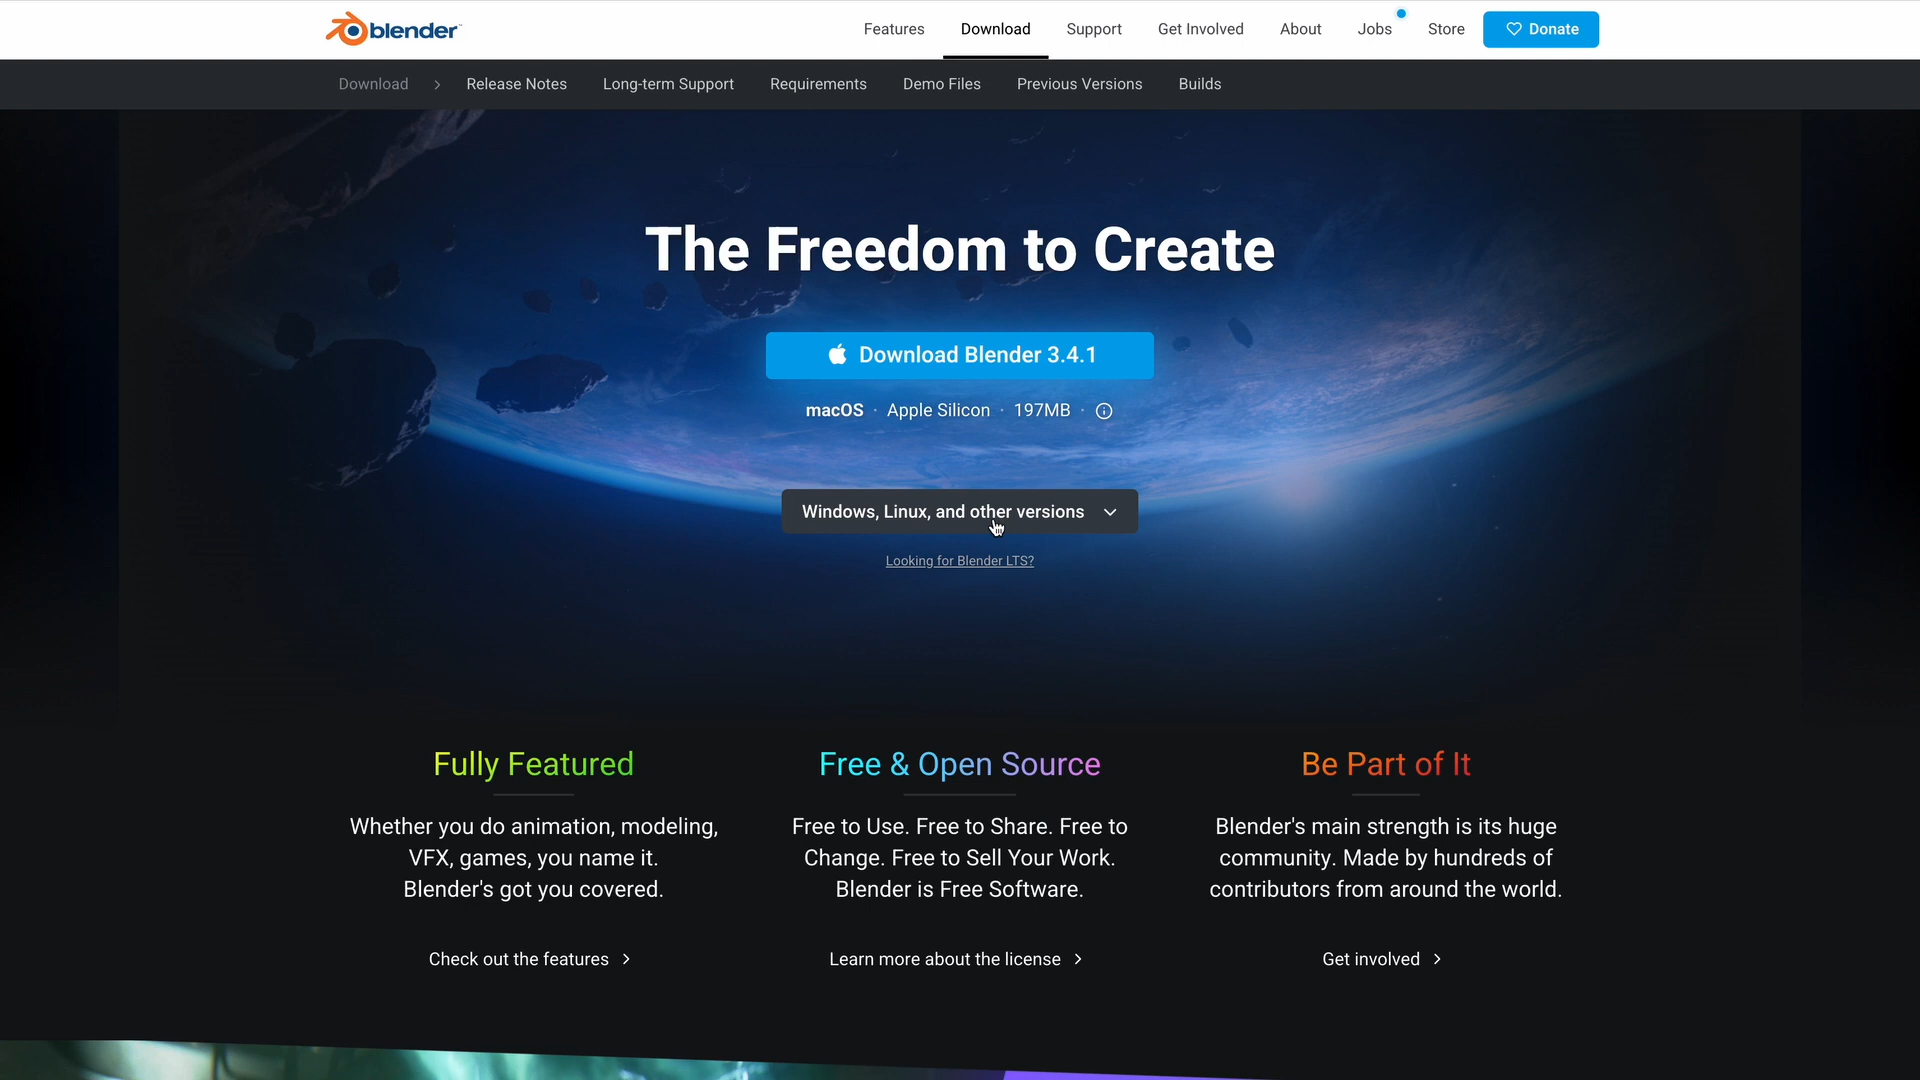 blender
Features Download Support Get Involved About Jobs Store Donate
Download > Release Notes Long-term Support Requirements Demo Files Previous Versions Builds
The Freedom to Create
Download Blender 3.4.1
macOS · Apple Silicon · 197MB ·
Windows, Linux, and other versions
Looking for Blender LTS?
Fully Featured
Whether you do animation, modeling,
VFX, games, you name it.
Blender's got you covered.
Check out the features >
Free & Open Source
Free to Use. Free to Share. Free to
Change. Free to Sell Your Work.
Blender is Free Software.
Learn more about the license >
Be Part of It
Blender's main strength is its huge
community. Made by hundreds of
contributors from around the world.
Get involved >